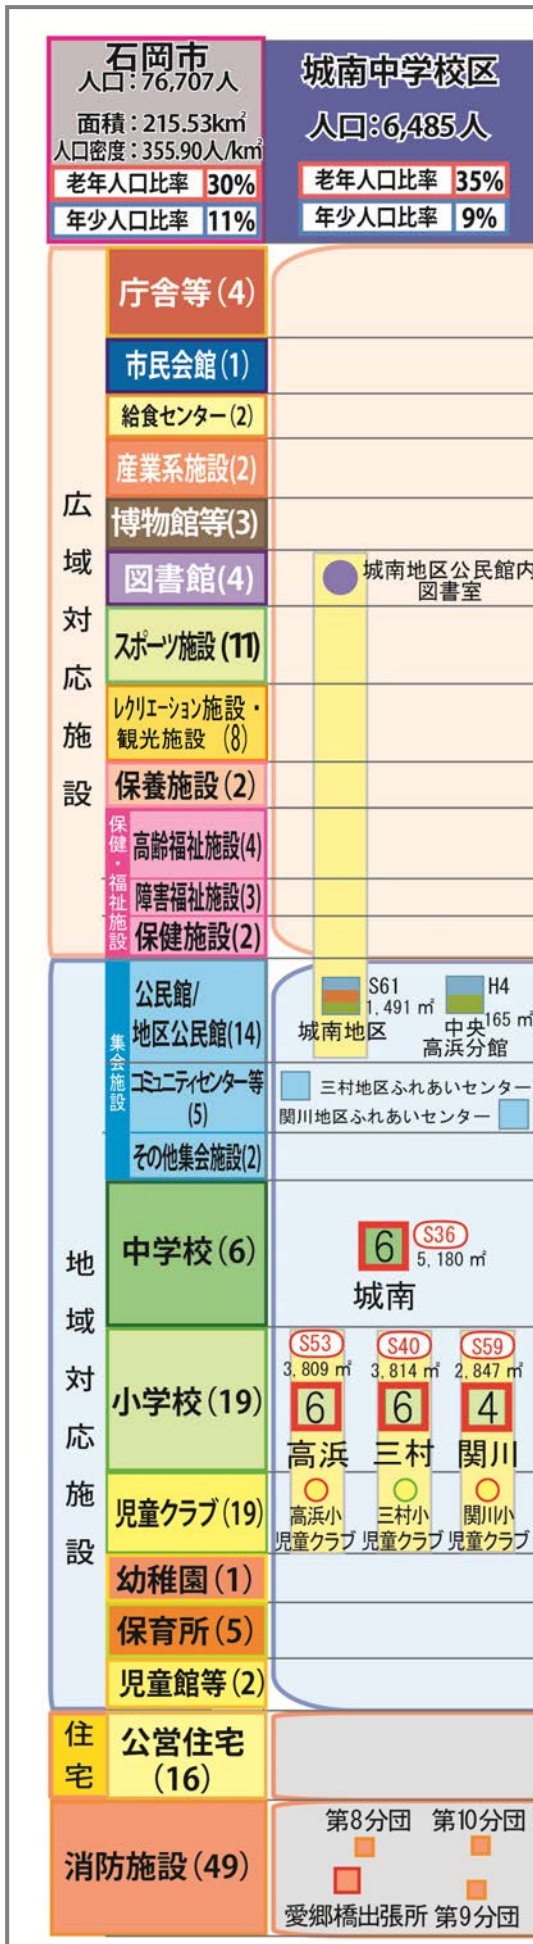 石岡市
人口：76,707人
面積：215.53k㎡
人口密度：355.90人/k㎡
老年人口比率 30%
年少人口比率 11%
城南中学校区
人口：6,485人
老年人口比率 35%
年少人口比率 9%
広域対応施設
庁舎等(4)
市民会館(1)
給食センター(2)
産業系施設(2)
博物館等(3)
図書館(4)
城南地区公民館内
図書室
スポーツ施設(11)
レクリエーション施設・
観光施設 (8)
保養施設(2)
保健・福祉施設
高齢福祉施設(4)
障害福祉施設(3)
保健施設(2)
地域対応施設
集会施設
公民館/
地区公民館(14)
S61
1,491 ㎡
城南地区
H4
165 ㎡
中央
高浜分館
コミュニティセンター等
(5)
三村地区ふれあいセンター
関川地区ふれあいセンター
その他集会施設(2)
中学校(6)
6
S36
5,180 ㎡
城南
小学校(19)
S53
3,809 ㎡
6
高浜
S40
3,814 ㎡
6
三村
S59
2,847 ㎡
4
関川
児童クラブ(19)
高浜小
児童クラブ
三村小
児童クラブ
関川小
児童クラブ
幼稚園(1)
保育所(5)
児童館等(2)
住宅
公営住宅
(16)
消防施設(49)
第8分団
第10分団
愛郷橋出張所
第9分団